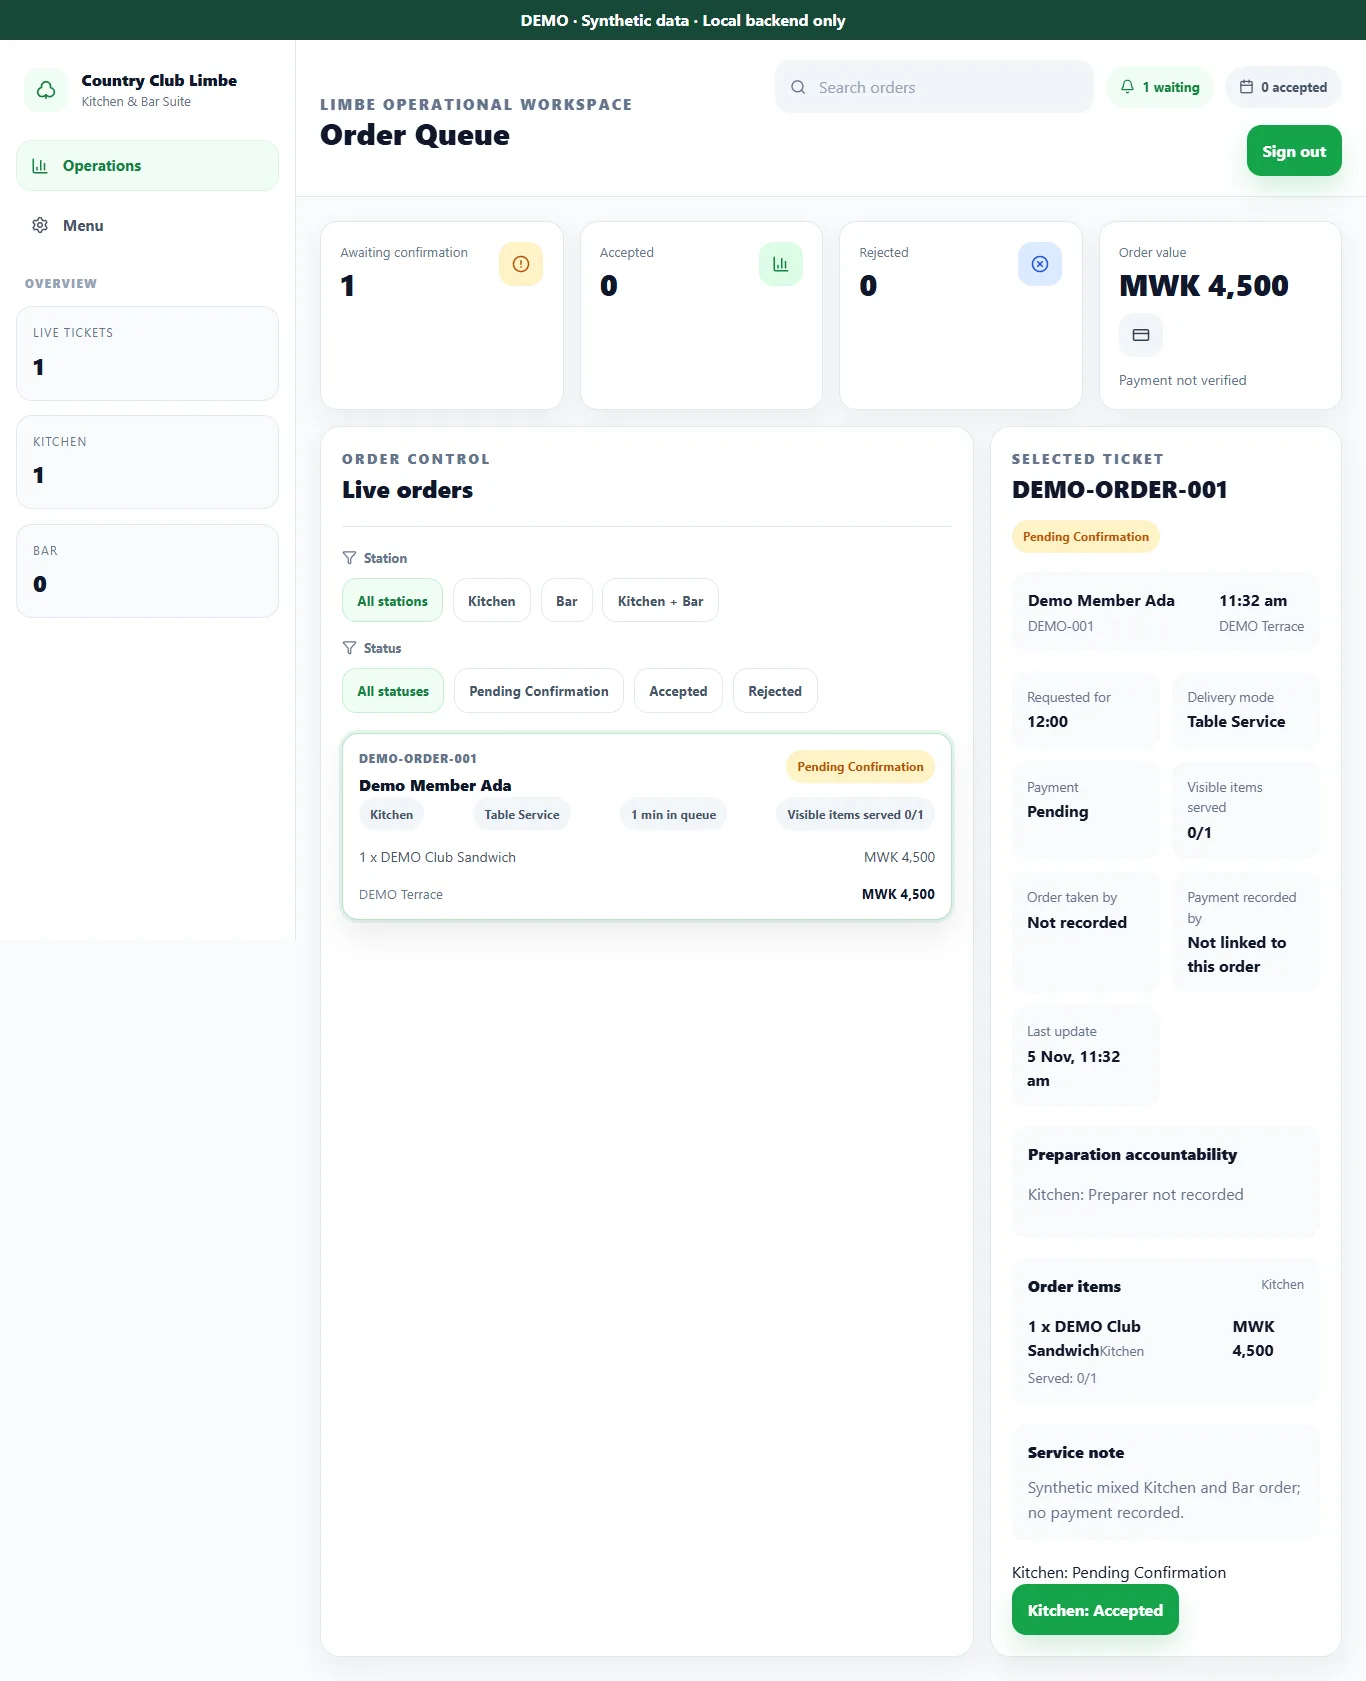 DEMO · Synthetic data · Local backend only
Country Club Limbe
Kitchen & Bar Suite
Operations
Menu
OVERVIEW
LIVE TICKETS
1
KITCHEN
1
BAR
0
LIMBE OPERATIONAL WORKSPACE
Order Queue
Search orders
1 waiting
0 accepted
Sign out
Awaiting confirmation
1
Accepted
0
Rejected
0
Order value
MWK 4,500
Payment not verified
ORDER CONTROL
Live orders
Station
All stations
Kitchen
Bar
Kitchen + Bar
Status
All statuses
Pending Confirmation
Accepted
Rejected
DEMO-ORDER-001
Pending Confirmation
Demo Member Ada
Kitchen
Table Service
1 min in queue
Visible items served 0/1
1 x DEMO Club Sandwich
MWK 4,500
DEMO Terrace
MWK 4,500
SELECTED TICKET
DEMO-ORDER-001
Pending Confirmation
Demo Member Ada
11:32 am
DEMO-001
DEMO Terrace
Requested for
12:00
Delivery mode
Table Service
Payment
Pending
Visible items
served
0/1
Order taken by
Not recorded
Payment recorded
by
Not linked to
this order
Last update
5 Nov, 11:32
am
Preparation accountability
Kitchen: Preparer not recorded
Order items
Kitchen
1 x DEMO Club
SandwichKitchen
MWK
4,500
Served: 0/1
Service note
Synthetic mixed Kitchen and Bar order;
no payment recorded.
Kitchen: Pending Confirmation
Kitchen: Accepted